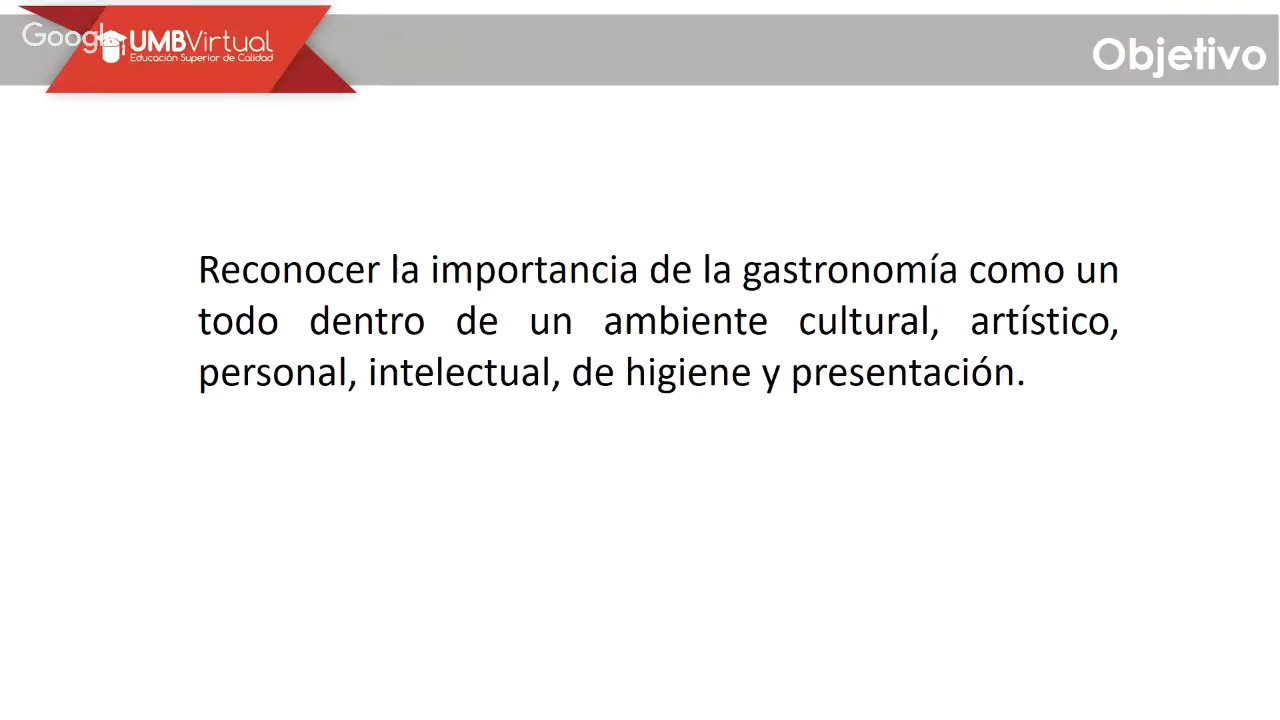 Google
UMBVirtual
Educación Superior de Calidad
Objetivo
Reconocer la importancia de la gastronomía como un
todo dentro de un ambiente cultural, artístico,
personal, intelectual, de higiene y presentación.